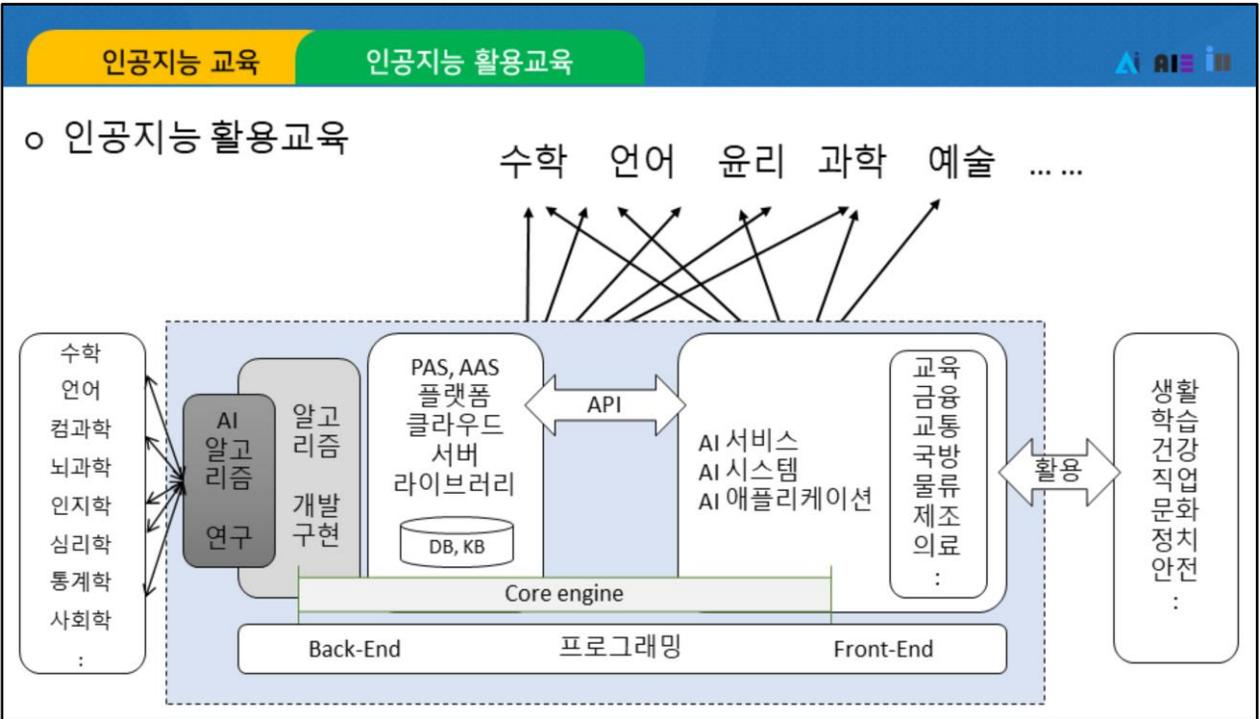 인공지능 교육
인공지능 활용교육
Ai AIE
o 인공지능 활용교육
수학 언어 윤리 과학 예술 ... ...
수학
언어
컴과학
뇌과학
인지학
심리학
통계학
사회학
:
AI
알고
리즘
연구
알고
리즘
개발
구현
PAS, AAS
플랫폼
클라우드
서버
라이브러리
DB, KB
API
AI 서비스
AI 시스템
AI 애플리케이션
교육
금융
교통
국방
물류
제조
의료
:
활용
생활
학습
건강
직업
문화
정치
안전
:
Core engine
Back-End 프로그래밍 Front-End